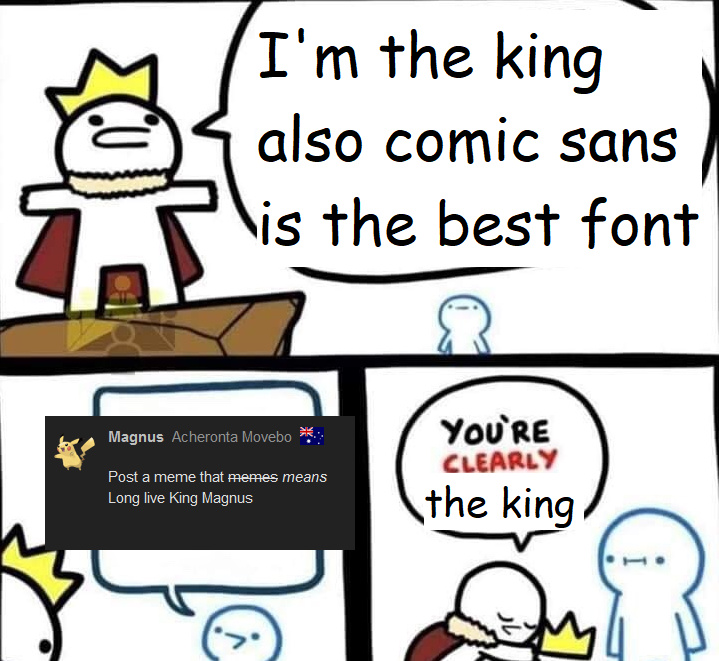 I'm the king
also comic sans
is the best font
Magnus Acheronta Movebo
Post a meme that memes means
Long live King Magnus
YOU'RE
CLEARLY
the king